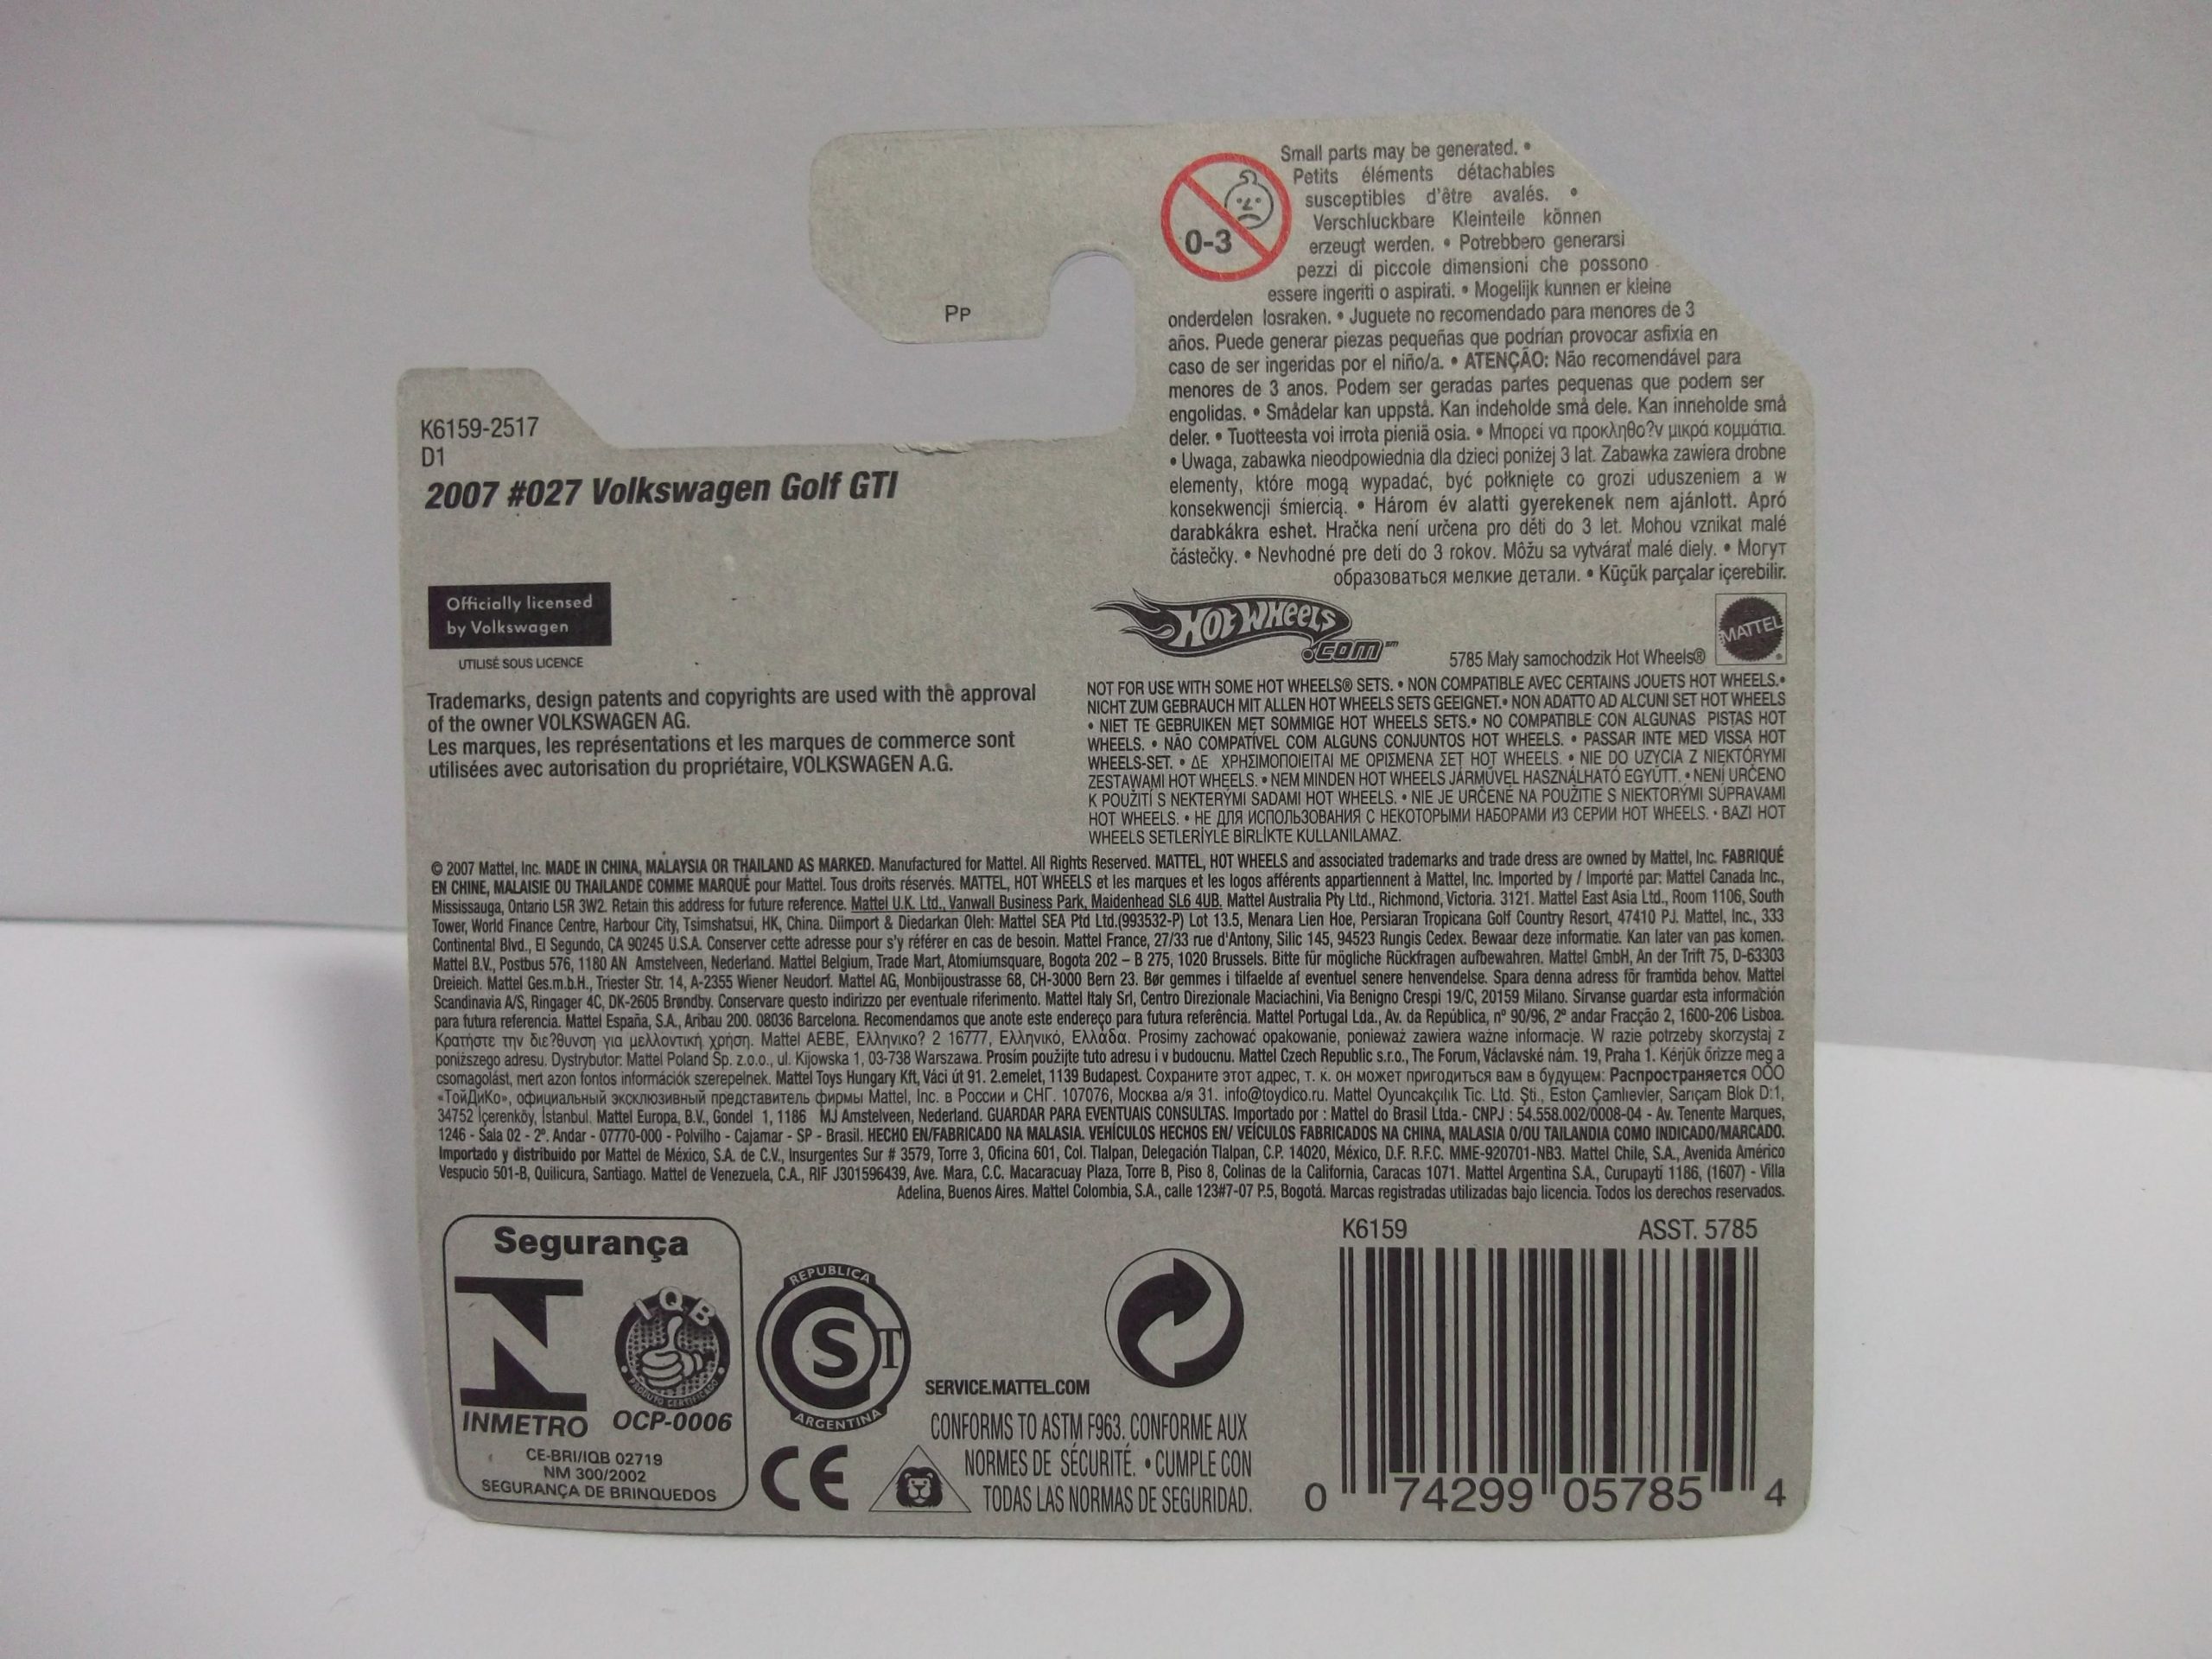 Small parts may be generated. •
Petits éléments détachables
susceptibles d'être avalés. •
Verschluckbare Kleinteile können
0-3
erzeugt werden. • Potrebbero generarsi
pezzi di piccole dimensioni che possono
essere ingeriti o aspirati. • Mogelijk kunnen er kleine
Pp
onderdelen losraken. • Juguete no recomendado para menores de 3
años. Puede generar piezas pequeñas que podrían provocar asfixia en
caso de ser ingeridas por el niño/a. • ATENÇÃO: Não recomendável para
menores de 3 anos. Podem ser geradas partes pequenas que podem ser
engolidas. • Smådelar kan uppstå. Kan indeholde små dele. Kan inneholde små
deler. • Tuotteesta voi irrota pieniä osia. • Μπορεί να προκληθο?ν μικρά κομμάτια.
• Uwaga, zabawka nieodpowiednia dla dzieci poniżej 3 lat. Zabawka zawiera drobne
elementy, które mogą wypadać, być połknięte co grozi uduszeniem a w
konsekwencji śmiercią. • Három év alatti gyerekenek nem ajánlott. Apró
darabkákra eshet. Hračka není určena pro děti do 3 let. Mohou vznikat malé
částečky. • Nevhodné pre deti do 3 rokov. Môžu sa vytvárať malé diely. • Могут
образоваться мелкие детали. • Küçük parçalar içerebilir.
K6159-2517
D1
2007 #027 Volkswagen Golf GTI
Officially licensed
by Volkswagen
UTILISÉ SOUS LICENCE
Trademarks, design patents and copyrights are used with the approval
of the owner VOLKSWAGEN AG.
Les marques, les représentations et les marques de commerce sont
utilisées avec autorisation du propriétaire, VOLKSWAGEN A.G.
HOT WHEELS
.COM℠
5785 Mały samochodzik Hot Wheels®
MATTEL
NOT FOR USE WITH SOME HOT WHEELS® SETS. • NON COMPATIBLE AVEC CERTAINS JOUETS HOT WHEELS.•
NICHT ZUM GEBRAUCH MIT ALLEN HOT WHEELS SETS GEEIGNET.• NON ADATTO AD ALCUNI SET HOT WHEELS
• NIET TE GEBRUIKEN MET SOMMIGE HOT WHEELS SETS.• NO COMPATIBLE CON ALGUNAS PISTAS HOT
WHEELS. • NÃO COMPATÍVEL COM ALGUNS CONJUNTOS HOT WHEELS. • PASSAR INTE MED VISSA HOT
WHEELS-SET. • ΔΕ ΧΡΗΣΙΜΟΠΟΙΕΙΤΑΙ ΜΕ ΟΡΙΣΜΕΝΑ ΣΕΤ HOT WHEELS. • NIE DO UZYCIA Z NIEKTÓRYMI
ZESTAWAMI HOT WHEELS. • NEM MINDEN HOT WHEELS JÁRMŰVEL HASZNÁLHATÓ EGYÜTT. • NENÍ URČENO
K POUŽITÍ S NEKTERÝMI SADAMI HOT WHEELS. • NIE JE URČENÉ NA POUŽITIE S NIEKTORÝMI SÚPRAVAMI
HOT WHEELS. • НЕ ДЛЯ ИСПОЛЬЗОВАНИЯ С НЕКОТОРЫМИ НАБОРАМИ ИЗ СЕРИИ HOT WHEELS. • BAZI HOT
WHEELS SETLERİYLE BİRLİKTE KULLANILAMAZ.
© 2007 Mattel, Inc. MADE IN CHINA, MALAYSIA OR THAILAND AS MARKED. Manufactured for Mattel. All Rights Reserved. MATTEL, HOT WHEELS and associated trademarks and trade dress are owned by Mattel, Inc. FABRIQUÉ
EN CHINE, MALAISIE OU THAILANDE COMME MARQUÉ pour Mattel. Tous droits réservés. MATTEL, HOT WHEELS et les marques et les logos afférents appartiennent à Mattel, Inc. Imported by / Importé par: Mattel Canada Inc.,
Mississauga, Ontario L5R 3W2. Retain this address for future reference. Mattel U.K. Ltd., Vanwall Business Park, Maidenhead SL6 4UB. Mattel Australia Pty Ltd., Richmond, Victoria. 3121. Mattel East Asia Ltd., Room 1106, South
Tower, World Finance Centre, Harbour City, Tsimshatsui, HK, China. Diimport & Diedarkan Oleh: Mattel SEA Ptd Ltd.(993532-P) Lot 13.5, Menara Lien Hoe, Persiaran Tropicana Golf Country Resort, 47410 PJ. Mattel, Inc., 333
Continental Blvd., El Segundo, CA 90245 U.S.A. Conserver cette adresse pour s'y référer en cas de besoin. Mattel France, 27/33 rue d'Antony, Silic 145, 94523 Rungis Cedex. Bewaar deze informatie. Kan later van pas komen.
Mattel B.V., Postbus 576, 1180 AN Amstelveen, Nederland. Mattel Belgium, Trade Mart, Atomiumsquare, Bogota 202 – B 275, 1020 Brussels. Bitte für mögliche Rückfragen aufbewahren. Mattel GmbH, An der Trift 75, D-63303
Dreieich. Mattel Ges.m.b.H., Triester Str. 14, A-2355 Wiener Neudorf. Mattel AG, Monbijoustrasse 68, CH-3000 Bern 23. Bør gemmes i tilfaelde af eventuel senere henvendelse. Spara denna adress för framtida behov. Mattel
Scandinavia A/S, Ringager 4C, DK-2605 Brøndby. Conservare questo indirizzo per eventuale riferimento. Mattel Italy Srl, Centro Direzionale Maciachini, Via Benigno Crespi 19/C, 20159 Milano. Sírvanse guardar esta información
para futura referencia. Mattel España, S.A., Aribau 200. 08036 Barcelona. Recomendamos que anote este endereço para futura referência. Mattel Portugal Lda., Av. da República, nº 90/96, 2º andar Fracção 2, 1600-206 Lisboa.
Κρατήστε την διε?θυνση για μελλοντική χρήση. Mattel AEBE, Ελληνικο? 2 16777, Ελληνικό, Ελλάδα. Prosimy zachować opakowanie, ponieważ zawiera ważne informacje. W razie potrzeby skorzystaj z
poniższego adresu. Dystrybutor: Mattel Poland Sp. z.o.o., ul. Kijowska 1, 03-738 Warszawa. Prosím použijte tuto adresu i v budoucnu. Mattel Czech Republic s.r.o., The Forum, Václavské nám. 19, Praha 1. Kérjük őrizze meg a
csomagolást, mert azon fontos információk szerepelnek. Mattel Toys Hungary Kft, Váci út 91. 2.emelet, 1139 Budapest. Сохраните этот адрес, т. к. он может пригодиться вам в будущем: Распространяется ООО
«ТойДиКо», официальный эксклюзивный представитель фирмы Mattel, Inc. в России и СНГ. 107076, Москва а/я 31. info@toydico.ru. Mattel Oyuncakçılık Tic. Ltd. Şti., Eston Çamlıevler, Sarıçam Blok D:1,
34752 İçerenköy, İstanbul. Mattel Europa, B.V., Gondel 1, 1186 MJ Amstelveen, Nederland. GUARDAR PARA EVENTUAIS CONSULTAS. Importado por : Mattel do Brasil Ltda.- CNPJ : 54.558.002/0008-04 - Av. Tenente Marques,
1246 - Sala 02 - 2º. Andar - 07770-000 - Polvilho - Cajamar - SP - Brasil. HECHO EN/FABRICADO NA MALASIA. VEHÍCULOS HECHOS EN/ VEÍCULOS FABRICADOS NA CHINA, MALASIA O/OU TAILANDIA COMO INDICADO/MARCADO.
Importado y distribuido por Mattel de México, S.A. de C.V., Insurgentes Sur # 3579, Torre 3, Oficina 601, Col. Tlalpan, Delegación Tlalpan, C.P. 14020, México, D.F. R.F.C. MME-920701-NB3. Mattel Chile, S.A., Avenida Américo
Vespucio 501-B, Quilicura, Santiago. Mattel de Venezuela, C.A., RIF J301596439, Ave. Mara, C.C. Macaracuay Plaza, Torre B, Piso 8, Colinas de la California, Caracas 1071. Mattel Argentina S.A., Curupaytí 1186, (1607) - Villa
Adelina, Buenos Aires. Mattel Colombia, S.A., calle 123#7-07 P.5, Bogotá. Marcas registradas utilizadas bajo licencia. Todos los derechos reservados.
Segurança
IQB
PRODUTO CERTIFICADO
INMETRO
OCP-0006
CE-BRI/IQB 02719
NM 300/2002
SEGURANÇA DE BRINQUEDOS
REPUBLICA
S T
ARGENTINA
CE
SERVICE.MATTEL.COM
CONFORMS TO ASTM F963. CONFORME AUX
NORMES DE SÉCURITÉ. • CUMPLE CON
TODAS LAS NORMAS DE SEGURIDAD.
K6159 ASST. 5785
0 74299 05785 4